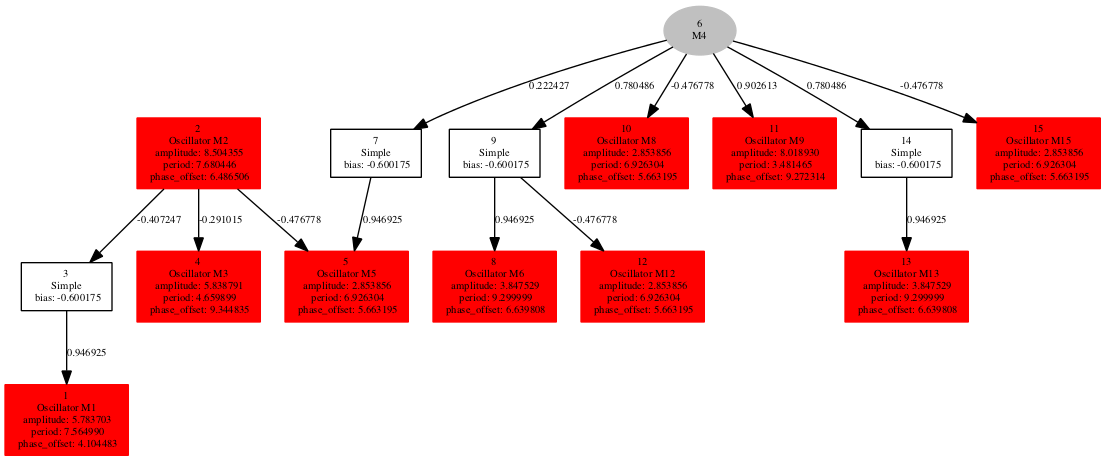 6
M4
0.222427
0.780486
-0.476778
0.902613
0.780486
-0.476778
2
Oscillator M2
amplitude: 8.504355
period: 7.680446
phase_offset: 6.486506
7
Simple
bias: -0.600175
9
Simple
bias: -0.600175
10
Oscillator M8
amplitude: 2.853856
period: 6.926304
phase_offset: 5.663195
11
Oscillator M9
amplitude: 8.018930
period: 3.481465
phase_offset: 9.272314
14
Simple
bias: -0.600175
15
Oscillator M15
amplitude: 2.853856
period: 6.926304
phase_offset: 5.663195
-0.407247
-0.291015
-0.476778
0.946925
0.946925
-0.476778
0.946925
3
Simple
bias: -0.600175
4
Oscillator M3
amplitude: 5.838791
period: 4.659899
phase_offset: 9.344835
5
Oscillator M5
amplitude: 2.853856
period: 6.926304
phase_offset: 5.663195
8
Oscillator M6
amplitude: 3.847529
period: 9.299999
phase_offset: 6.639808
12
Oscillator M12
amplitude: 2.853856
period: 6.926304
phase_offset: 5.663195
13
Oscillator M13
amplitude: 3.847529
period: 9.299999
phase_offset: 6.639808
0.946925
1
Oscillator M1
amplitude: 5.783703
period: 7.564990
phase_offset: 4.104483